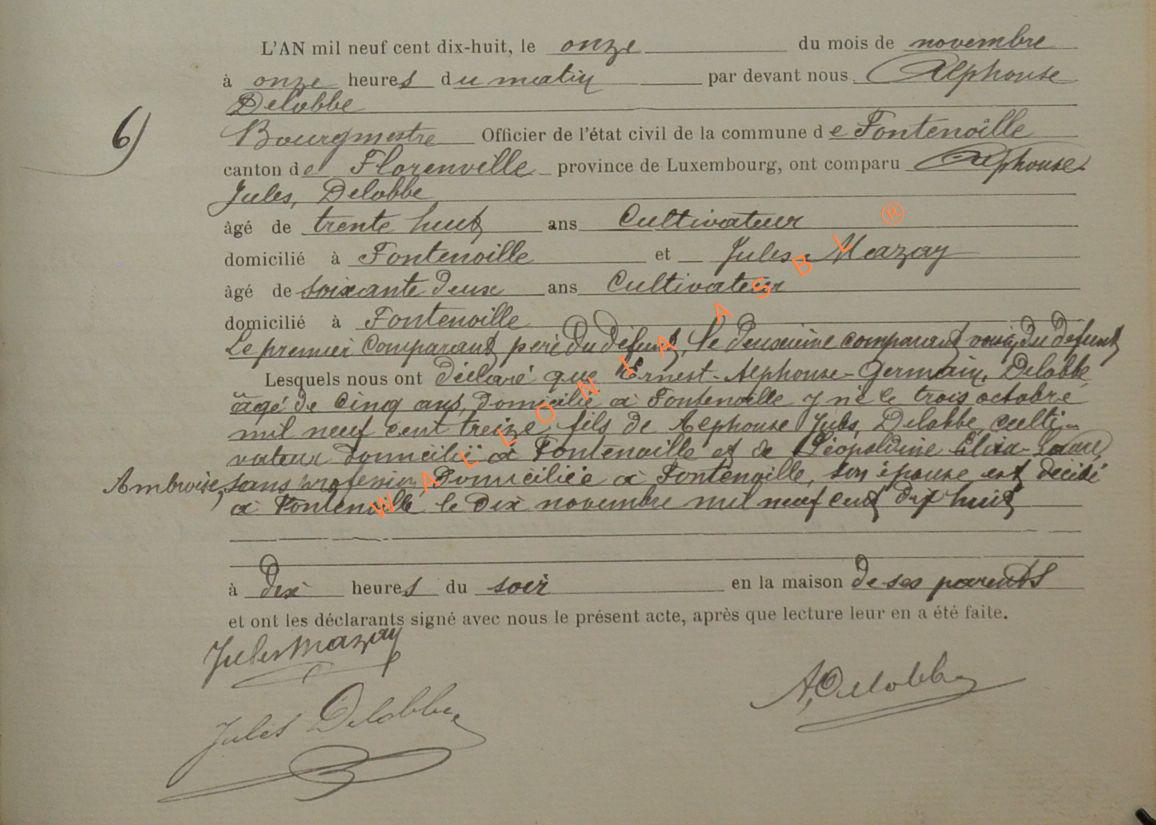 L'AN mil neuf cent dix-huit, le onze du mois de novembre
à onze heures du matin par devant nous Alphonse
Delobbe
6)
Bourgmestre Officier de l'état civil de la commune de Fontenoille
canton de Florenville province de Luxembourg, ont comparu Alphonse
Jules, Delobbe
âgé de trente huit ans Cultivateur
domicilié à Fontenoille et Jules Mazay
âgé de soixante deux ans Cultivateur
domicilié à Fontenoille
Le premier comparant, père du défunt, le deuxième comparant voisin du défunt
Lesquels nous ont déclaré que Ernest-Alphonse-Germain, Delobbe,
âgé de cinq ans, domicilié à Fontenoille y né le trois octobre
mil neuf cent treize, fils de Alphonse Jules, Delobbe, culti-
vateur domicilié à Fontenoille et de Léopoldine Elisa-Laure,
Ambroise, sans profession domiciliée à Fontenoille, son épouse est décédé
à Fontenoille le dix novembre mil neuf cent dix huit
à dix heures du soir en la maison de ses parents
et ont les déclarants signé avec nous le présent acte, après que lecture leur en a été faite.
Jules Mazay
A, Delobbe
Jules Delobbe
WALLONIA ASBL ®